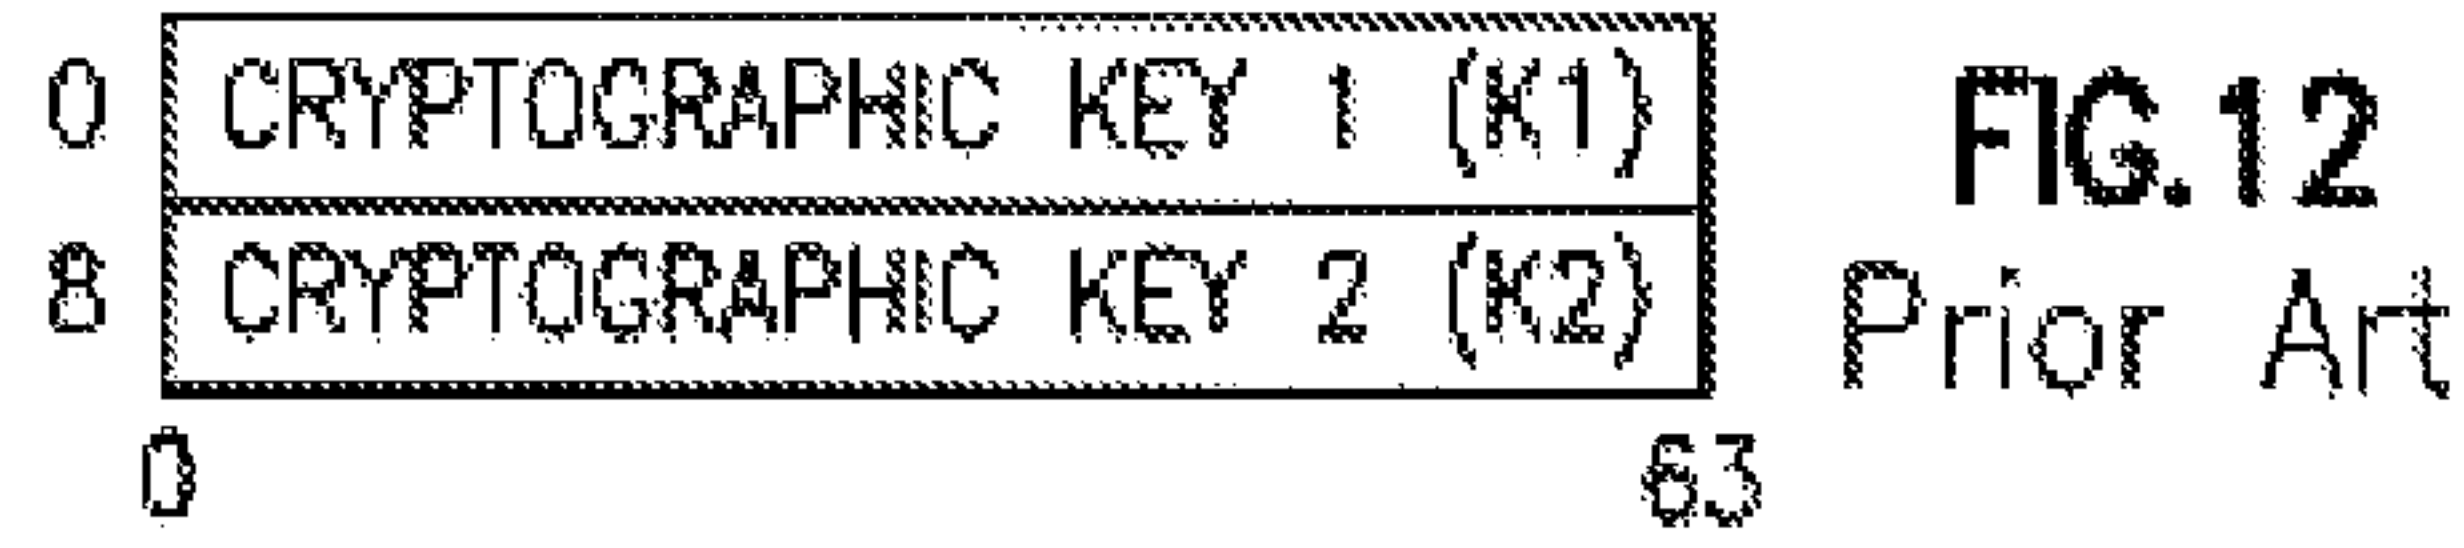 0 CRYPTOGRAPHIC KEY 1 (K1)
8 CRYPTOGRAPHIC KEY 2 (K2)
0 63
FIG.12
Prior Art